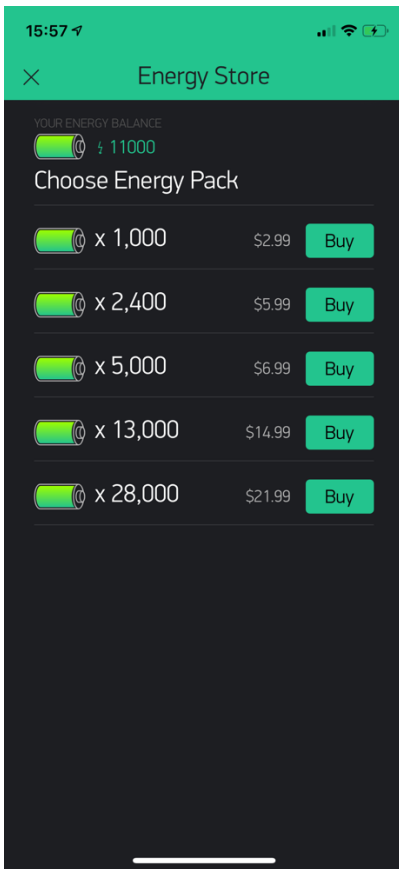 15:57
Energy Store
YOUR ENERGY BALANCE
11000
Choose Energy Pack
x 1,000 $2.99 Buy
x 2,400 $5.99 Buy
x 5,000 $6.99 Buy
x 13,000 $14.99 Buy
x 28,000 $21.99 Buy